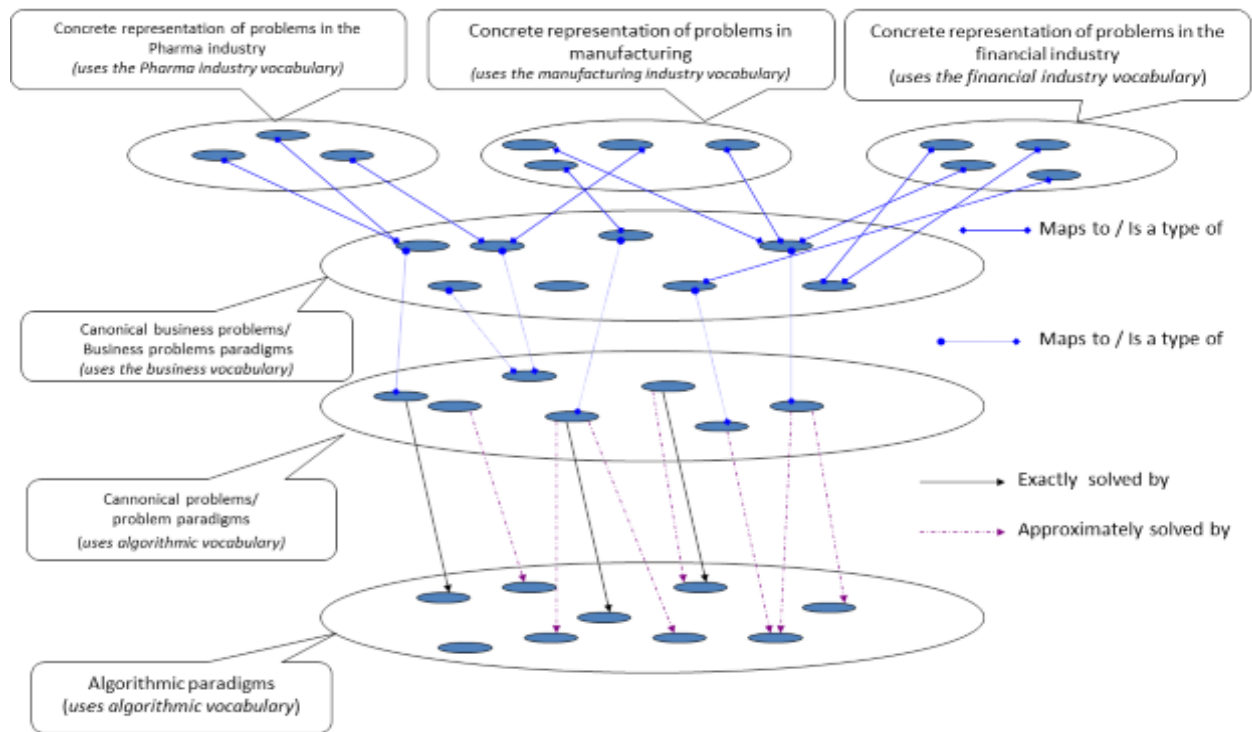 Concrete representation of problems in the
Pharma industry
(uses the Pharma industry vocabulary)
Concrete representation of problems in
manufacturing
(uses the manufacturing industry vocabulary)
Concrete representation of problems in the
financial industry
(uses the financial industry vocabulary)
Maps to / Is a type of
Canonical business problems/
Business problems paradigms
(uses the business vocabulary)
Maps to / Is a type of
Cannonical problems/
problem paradigms
(uses algorithmic vocabulary)
Exactly solved by
Approximately solved by
Algorithmic paradigms
(uses algorithmic vocabulary)